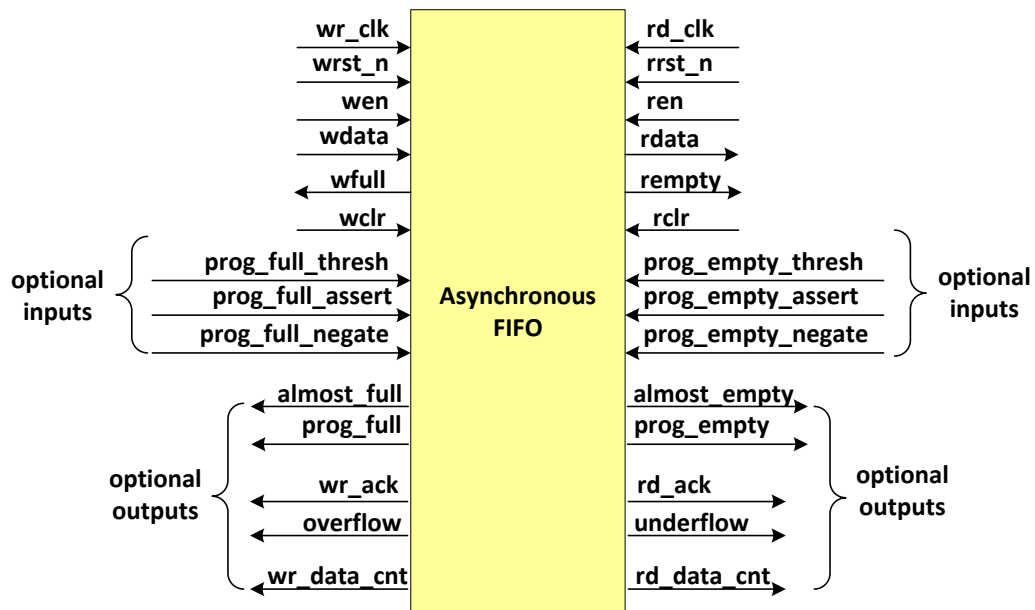 wr_clk
rd_clk
wrst_n
rrst_n
wen
ren
wdata
rdata
wfull
rempty
wclr
rclr
optional
inputs
prog_full_thresh
prog_full_assert
prog_full_negate
Asynchronous
FIFO
prog_empty_thresh
prog_empty_assert
prog_empty_negate
optional
inputs
almost_full
almost_empty
prog_full
prog_empty
optional
outputs
wr_ack
rd_ack
optional
outputs
overflow
underflow
wr_data_cnt
rd_data_cnt